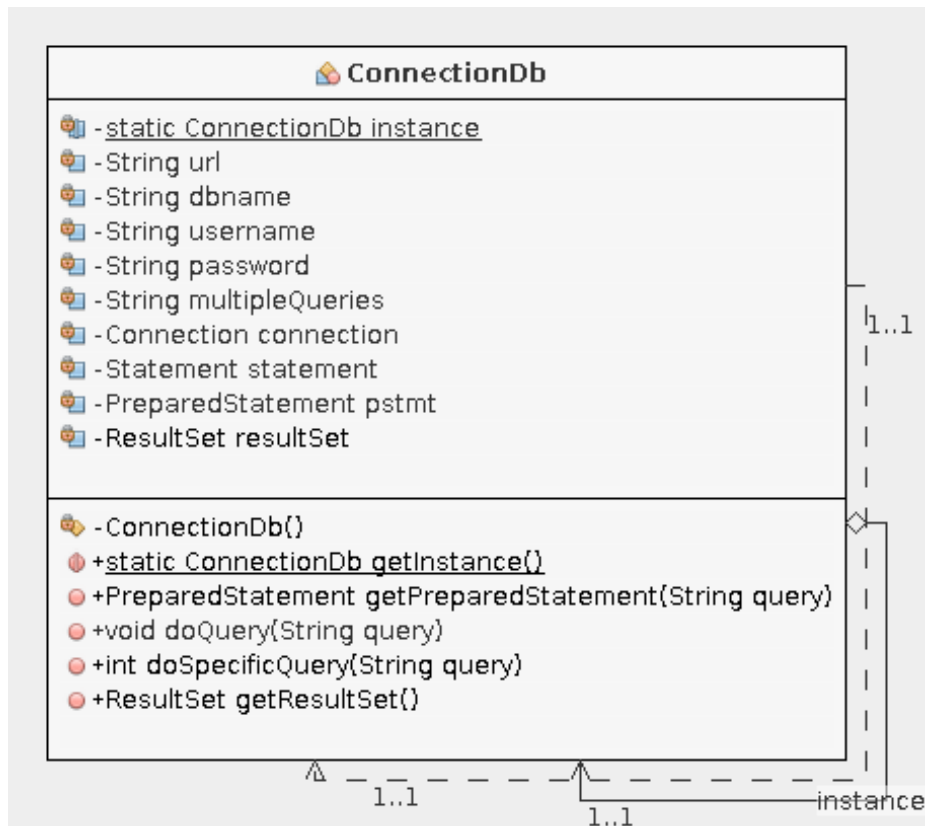 ConnectionDb
-static ConnectionDb instance
-String url
-String dbname
-String username
-String password
-String multipleQueries
-Connection connection
-Statement statement
-PreparedStatement pstmt
-ResultSet resultSet
1..1
-ConnectionDb()
+static ConnectionDb getInstance()
+PreparedStatement getPreparedStatement(String query)
+void doQuery(String query)
+int doSpecificQuery(String query)
+ResultSet getResultSet()
1..1
instance
1..1